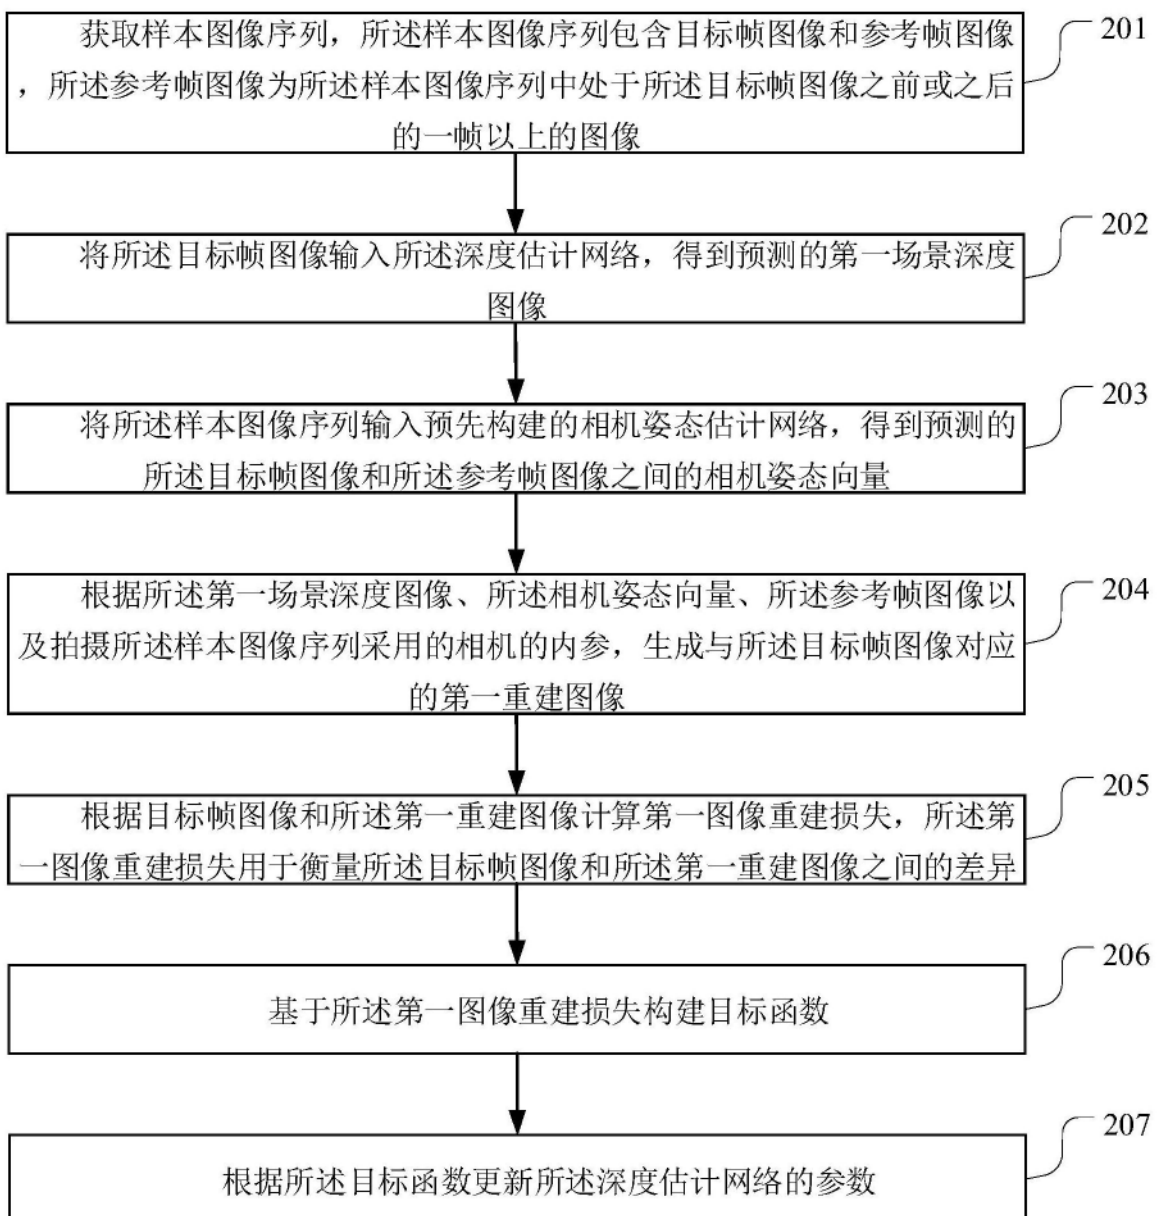 获取样本图像序列，所述样本图像序列包含目标帧图像和参考帧图像
，所述参考帧图像为所述样本图像序列中处于所述目标帧图像之前或之后
的一帧以上的图像
201
将所述目标帧图像输入所述深度估计网络，得到预测的第一场景深度
图像
202
将所述样本图像序列输入预先构建的相机姿态估计网络，得到预测的
所述目标帧图像和所述参考帧图像之间的相机姿态向量
203
根据所述第一场景深度图像、所述相机姿态向量、所述参考帧图像以
及拍摄所述样本图像序列采用的相机的内参，生成与所述目标帧图像对应
的第一重建图像
204
根据目标帧图像和所述第一重建图像计算第一图像重建损失，所述第
一图像重建损失用于衡量所述目标帧图像和所述第一重建图像之间的差异
205
基于所述第一图像重建损失构建目标函数
206
根据所述目标函数更新所述深度估计网络的参数
207